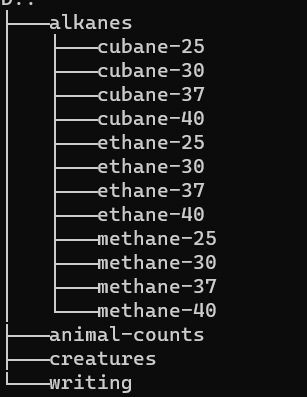 alkanes
cubane-25
cubane-30
cubane-37
cubane-40
ethane-25
ethane-30
ethane-37
ethane-40
methane-25
methane-30
methane-37
methane-40
animal-counts
creatures
writing